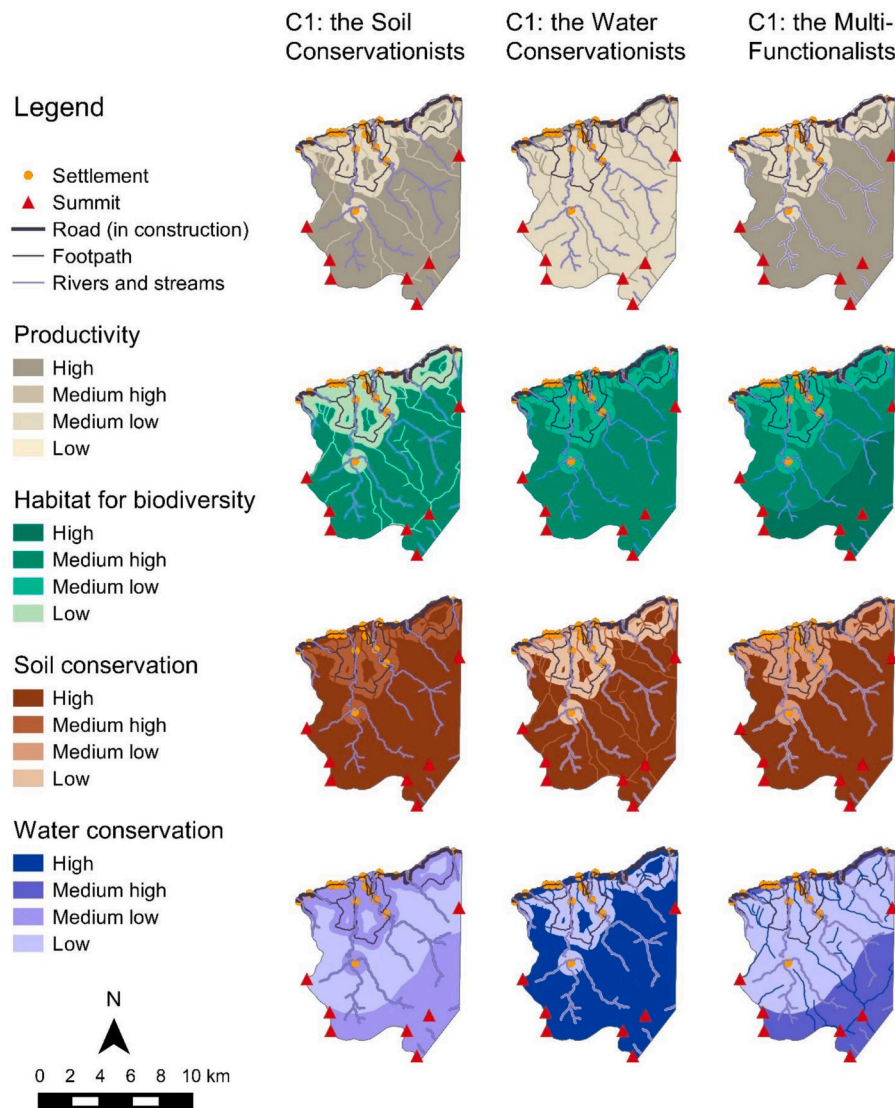 C1: the Soil
Conservationists
C1: the Water
Conservationists
C1: the Multi-
Functionalists
Legend
Settlement
Summit
Road (in construction)
Footpath
Rivers and streams
Productivity
High
Medium high
Medium low
Low
Habitat for biodiversity
High
Medium high
Medium low
Low
Soil conservation
High
Medium high
Medium low
Low
Water conservation
High
Medium high
Medium low
Low
N
0 2 4 6 8 10 km